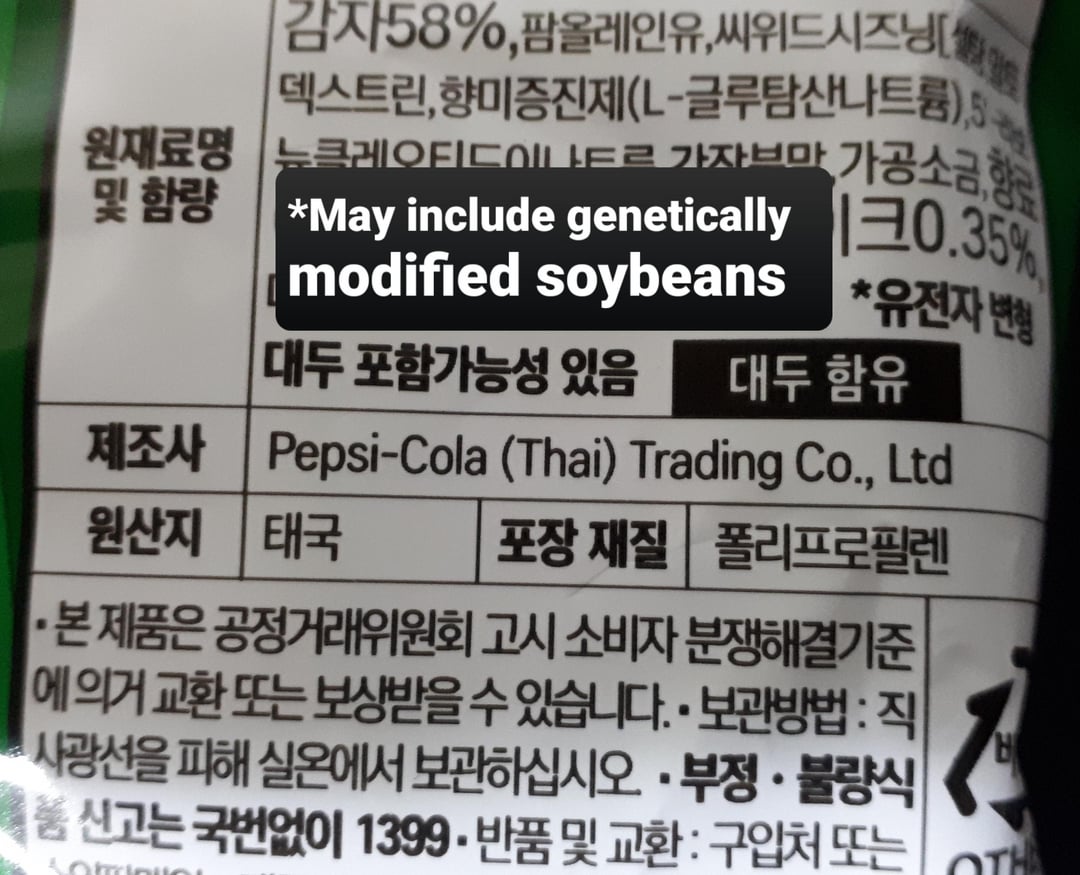 감자58%,팜올레인유,씨위드시즈닝[설탕,말토
덱스트린,향미증진제(L-글루탐산나트륨),5'-
원재료명
및 함량
가공소금,향료
*May include genetically
modified soybeans
크0.35%,
*유전자 변형
대두 포함가능성 있음
대두 함유
제조사
Pepsi-Cola (Thai) Trading Co., Ltd
원산지
태국
포장 재질
폴리프로필렌
·본 제품은 공정거래위원회 고시 소비자 분쟁해결기준
에 의거 교환 또는 보상받을 수 있습니다.·보관방법 : 직
사광선을 피해 실온에서 보관하십시오. ·부정·불량식
품 신고는 국번없이 1399·반품 및 교환 : 구입처 또는